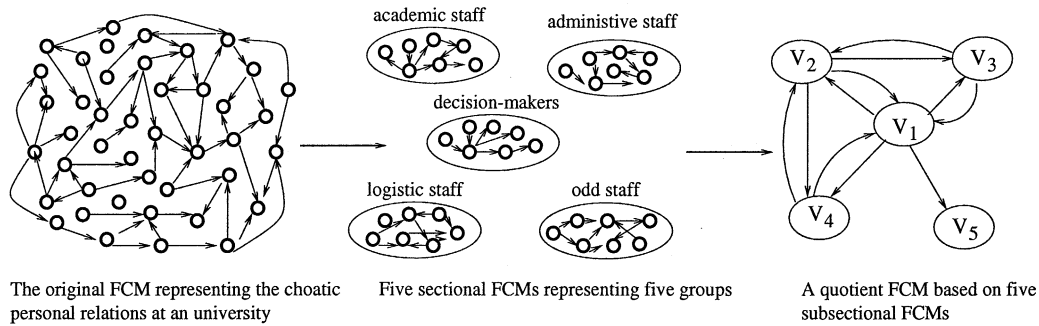 academic staff
administive staff
decision-makers
logistic staff
odd staff
V2
V3
V1
V4
V5
The original FCM representing the choatic
personal relations at an university
Five sectional FCMs representing five groups
A quotient FCM based on five
subsectional FCMs